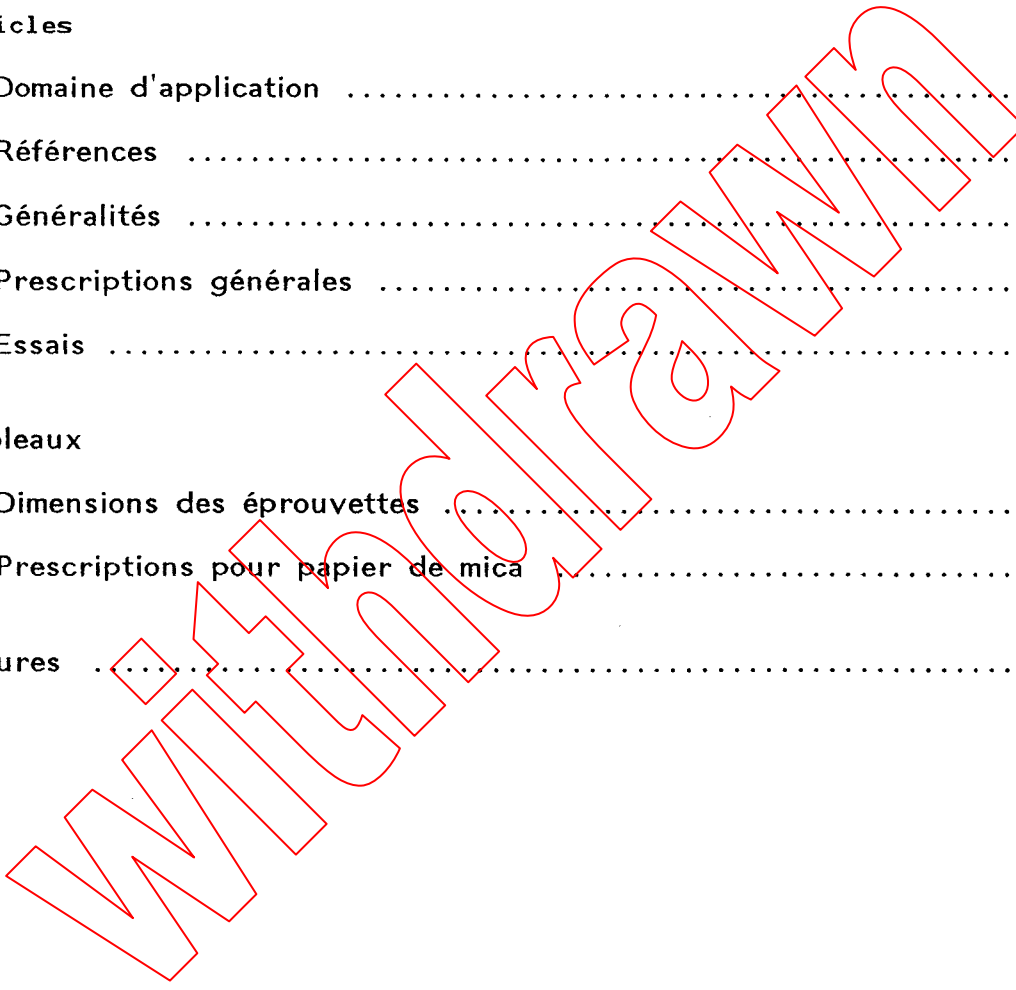 icles
Domaine d'application ..........................................
Références ....................................................
Généralités ....................................................
Prescriptions générales ........................................
Essais .........................................................
leaux
Dimensions des éprouvettes ....................................
Prescriptions pour papier de mica .............................
ures ..........................................................
withdrawn